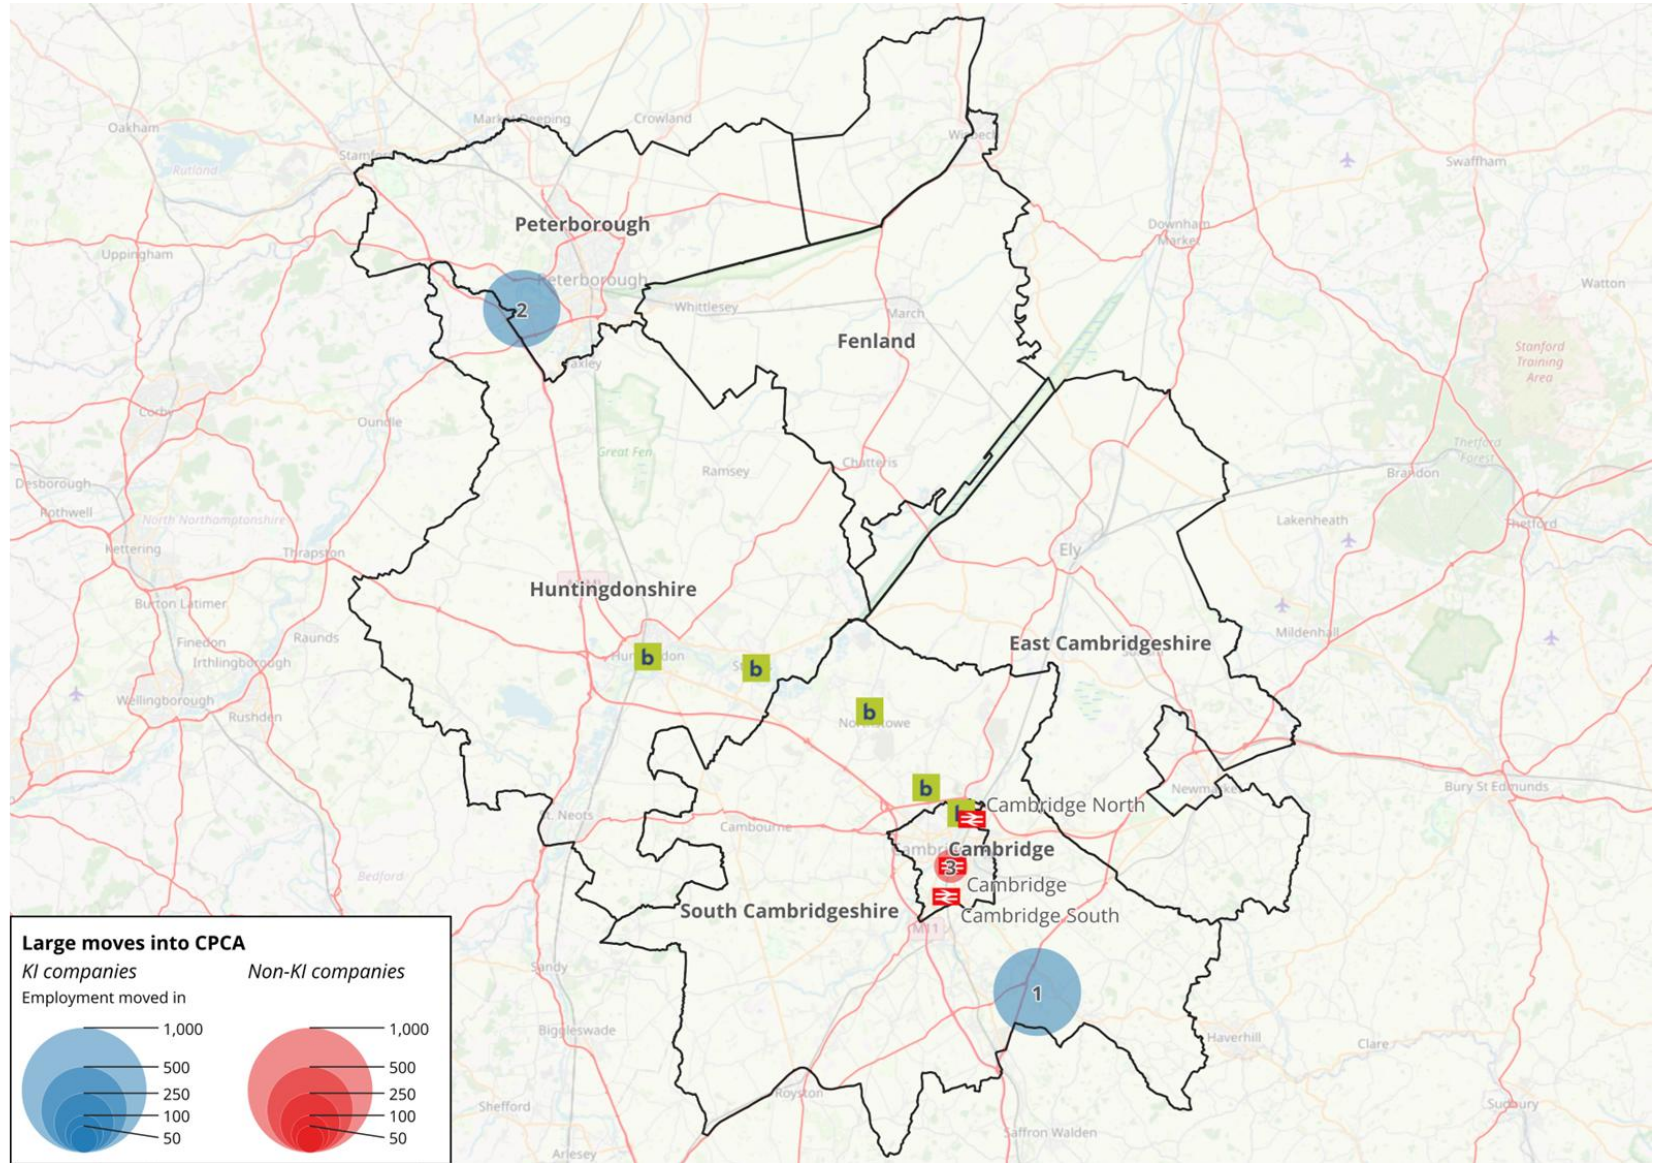 Oakham
Rutland
Market Deeping
Crowland
Stamford
Wisbech
Swaffham
Uppingham
Peterborough
Peterborough
Downham
Market
Watton
2
Whittlesey
March
Fenland
Yaxley
Stanford
Training
Area
Corby
Oundle
Great Fen
Ramsey
Chatteris
Thetford
Forest
Brandon
Desborough
Rothwell
North Northamptonshire
Kettering
Thrapston
Ely
Lakenheath
Thetford
Huntingdonshire
Burton Latimer
Finedon
Raunds
Irthlingborough
East Cambridgeshire
Mildenhall
b
b
Wellingborough
Rushden
b
Northstowe
b
Newmarket
Bury St Edmunds
St. Neots
Cambourne
Cambridge North
Cambridge
3
Cambridge
Bedford
South Cambridgeshire
Cambridge South
M11
Sandy
1
Biggleswade
Haverhill
Clare
Shefford
Royston
Sudbury
Saffron Walden
Arlesey
Large moves into CPCA
KI companies
Non-KI companies
Employment moved in
1,000
500
250
100
50
1,000
500
250
100
50